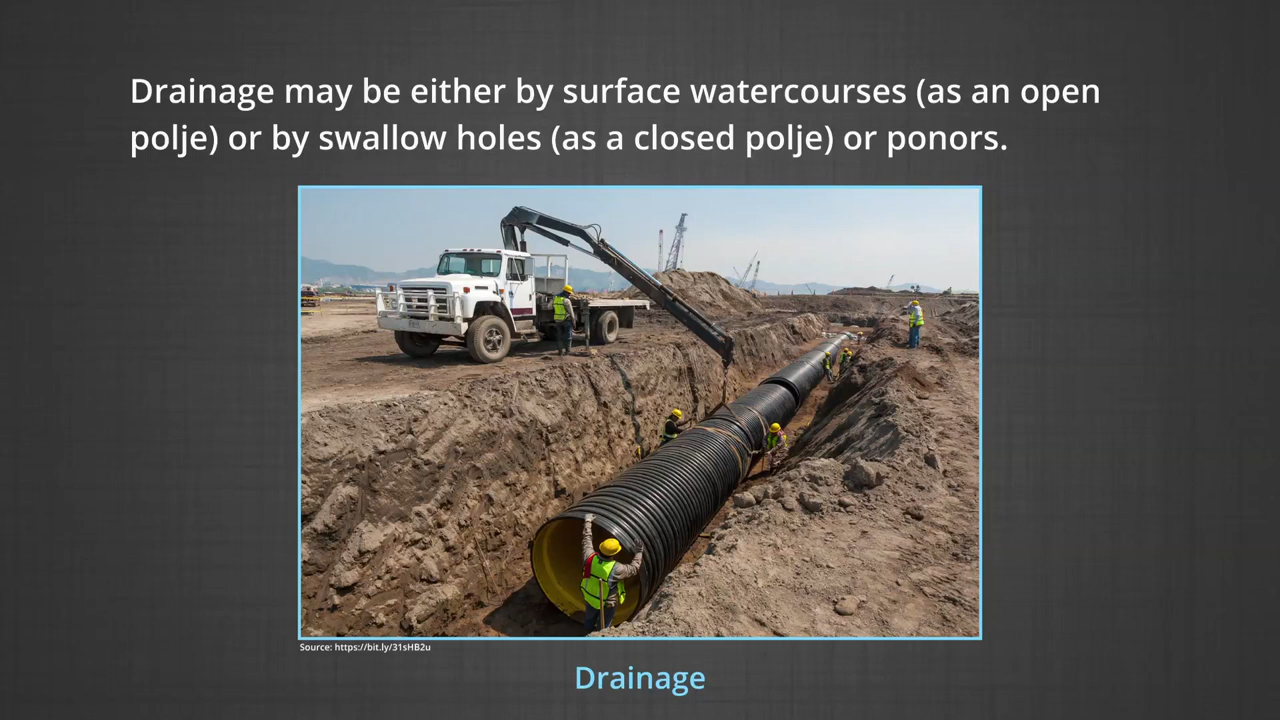 Drainage may be either by surface watercourses (as an open
polje) or by swallow holes (as a closed polje) or ponors.
Source: https://bit.ly/31sHB2u
Drainage